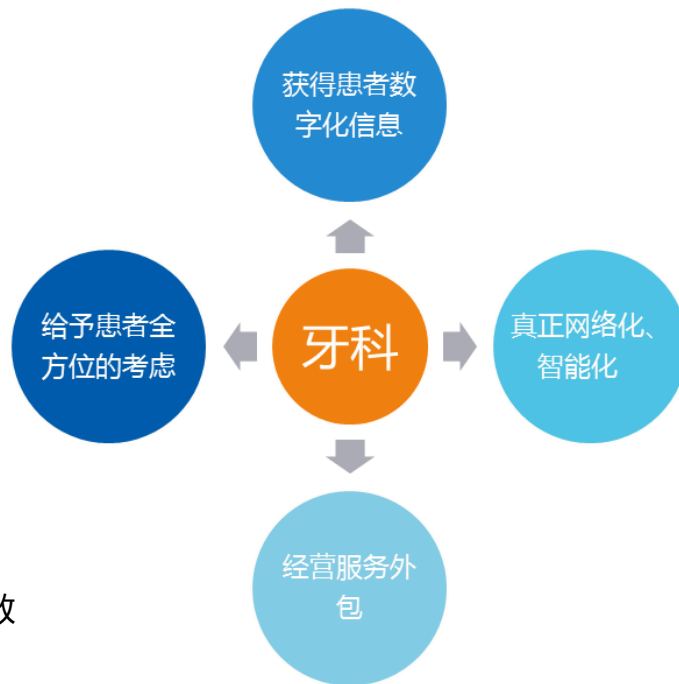 获得患者数
字化信息
给予患者全
方位的考虑
牙科
真正网络化、
智能化
经营服务外
包